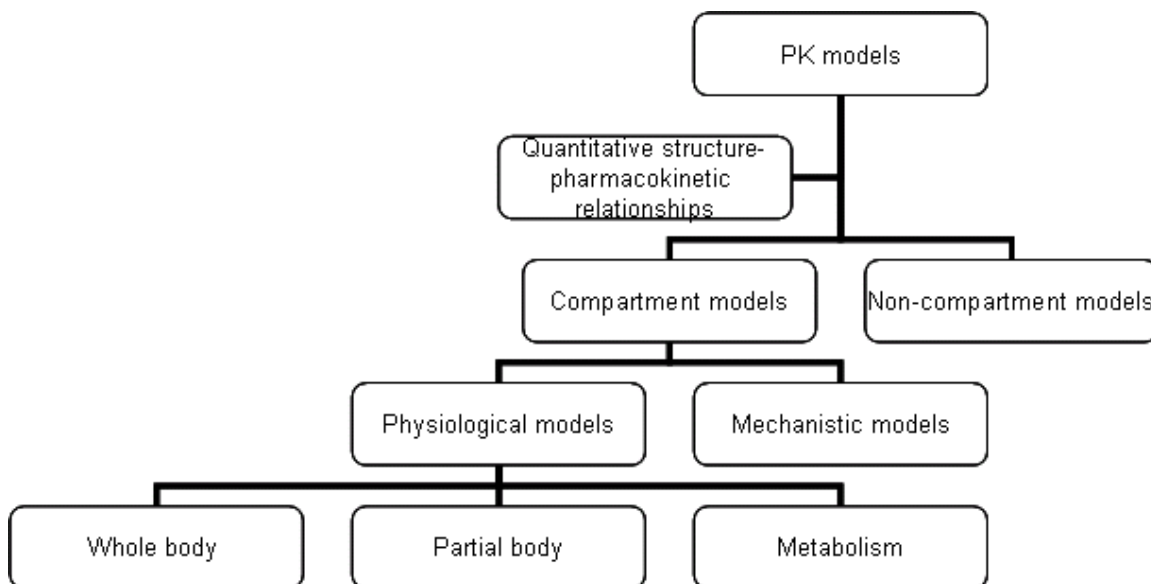 PK models
Quantitative structure-
pharmacokinetic
relationships
Compartment models
Non-compartment models
Physiological models
Mechanistic models
Whole body
Partial body
Metabolism